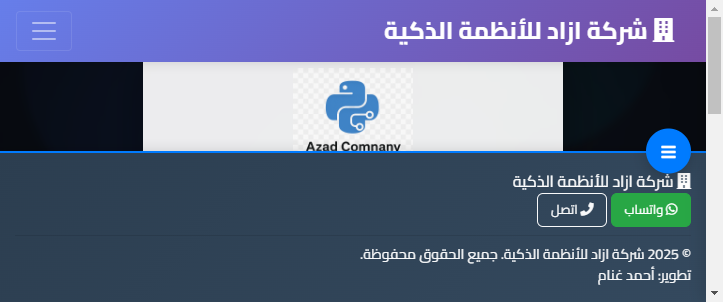 شركة ازاد للأنظمة الذكية
Azad Company
شركة ازاد للأنظمة الذكية
واتساب
اتصل
© 2025 شركة ازاد للأنظمة الذكية. جميع الحقوق محفوظة.
تطوير: أحمد غنام